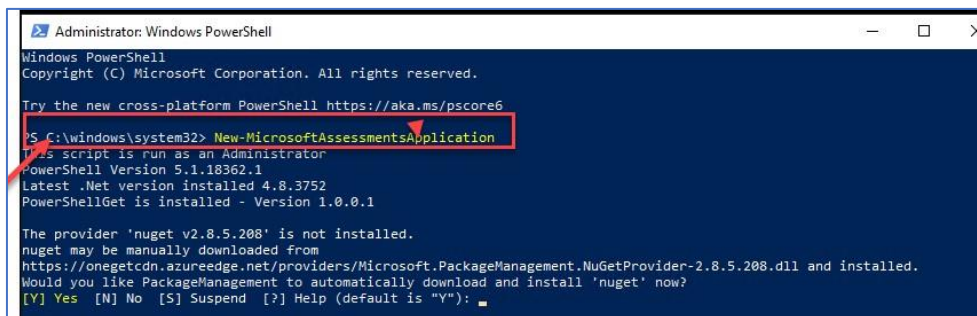 Administrator: Windows PowerShell
Windows PowerShell
Copyright (C) Microsoft Corporation. All rights reserved.
Try the new cross-platform PowerShell https://aka.ms/pscore6
PS C:\windows\system32> New-MicrosoftAssessmentsApplication
This script is run as an Administrator
PowerShell Version 5.1.18362.1
Latest .Net version installed 4.8.3752
PowerShellGet is installed - Version 1.0.0.1
The provider 'nuget v2.8.5.208' is not installed.
nuget may be manually downloaded from
https://onegetcdn.azureedge.net/providers/Microsoft.PackageManagement.NuGetProvider-2.8.5.208.dll and installed.
Would you like PackageManagement to automatically download and install 'nuget' now?
[Y] Yes  [N] No  [S] Suspend  [?] Help (default is "Y"): _